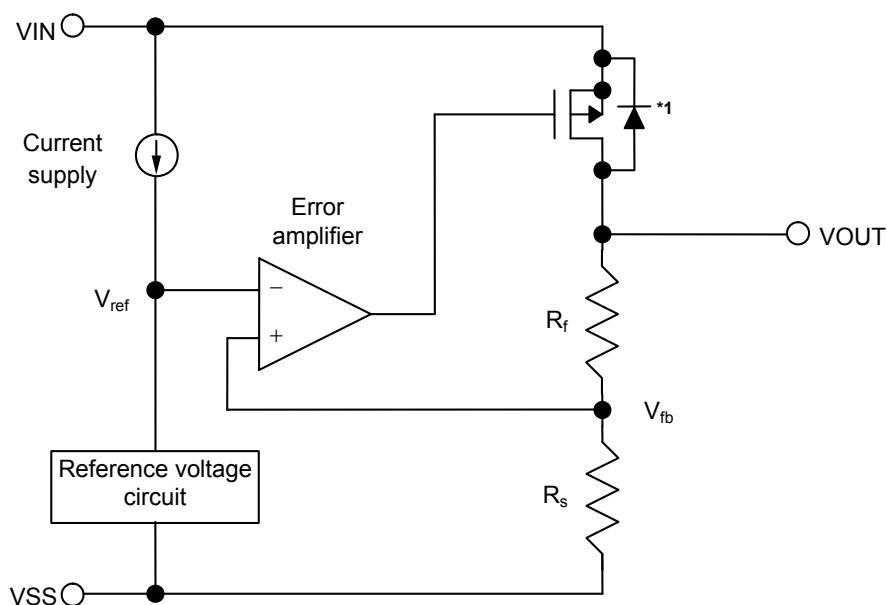 VIN
*1
Current
supply
Error
amplifier
VOUT
Vref
−
+
Rf
Vfb
Reference voltage
circuit
Rs
VSS